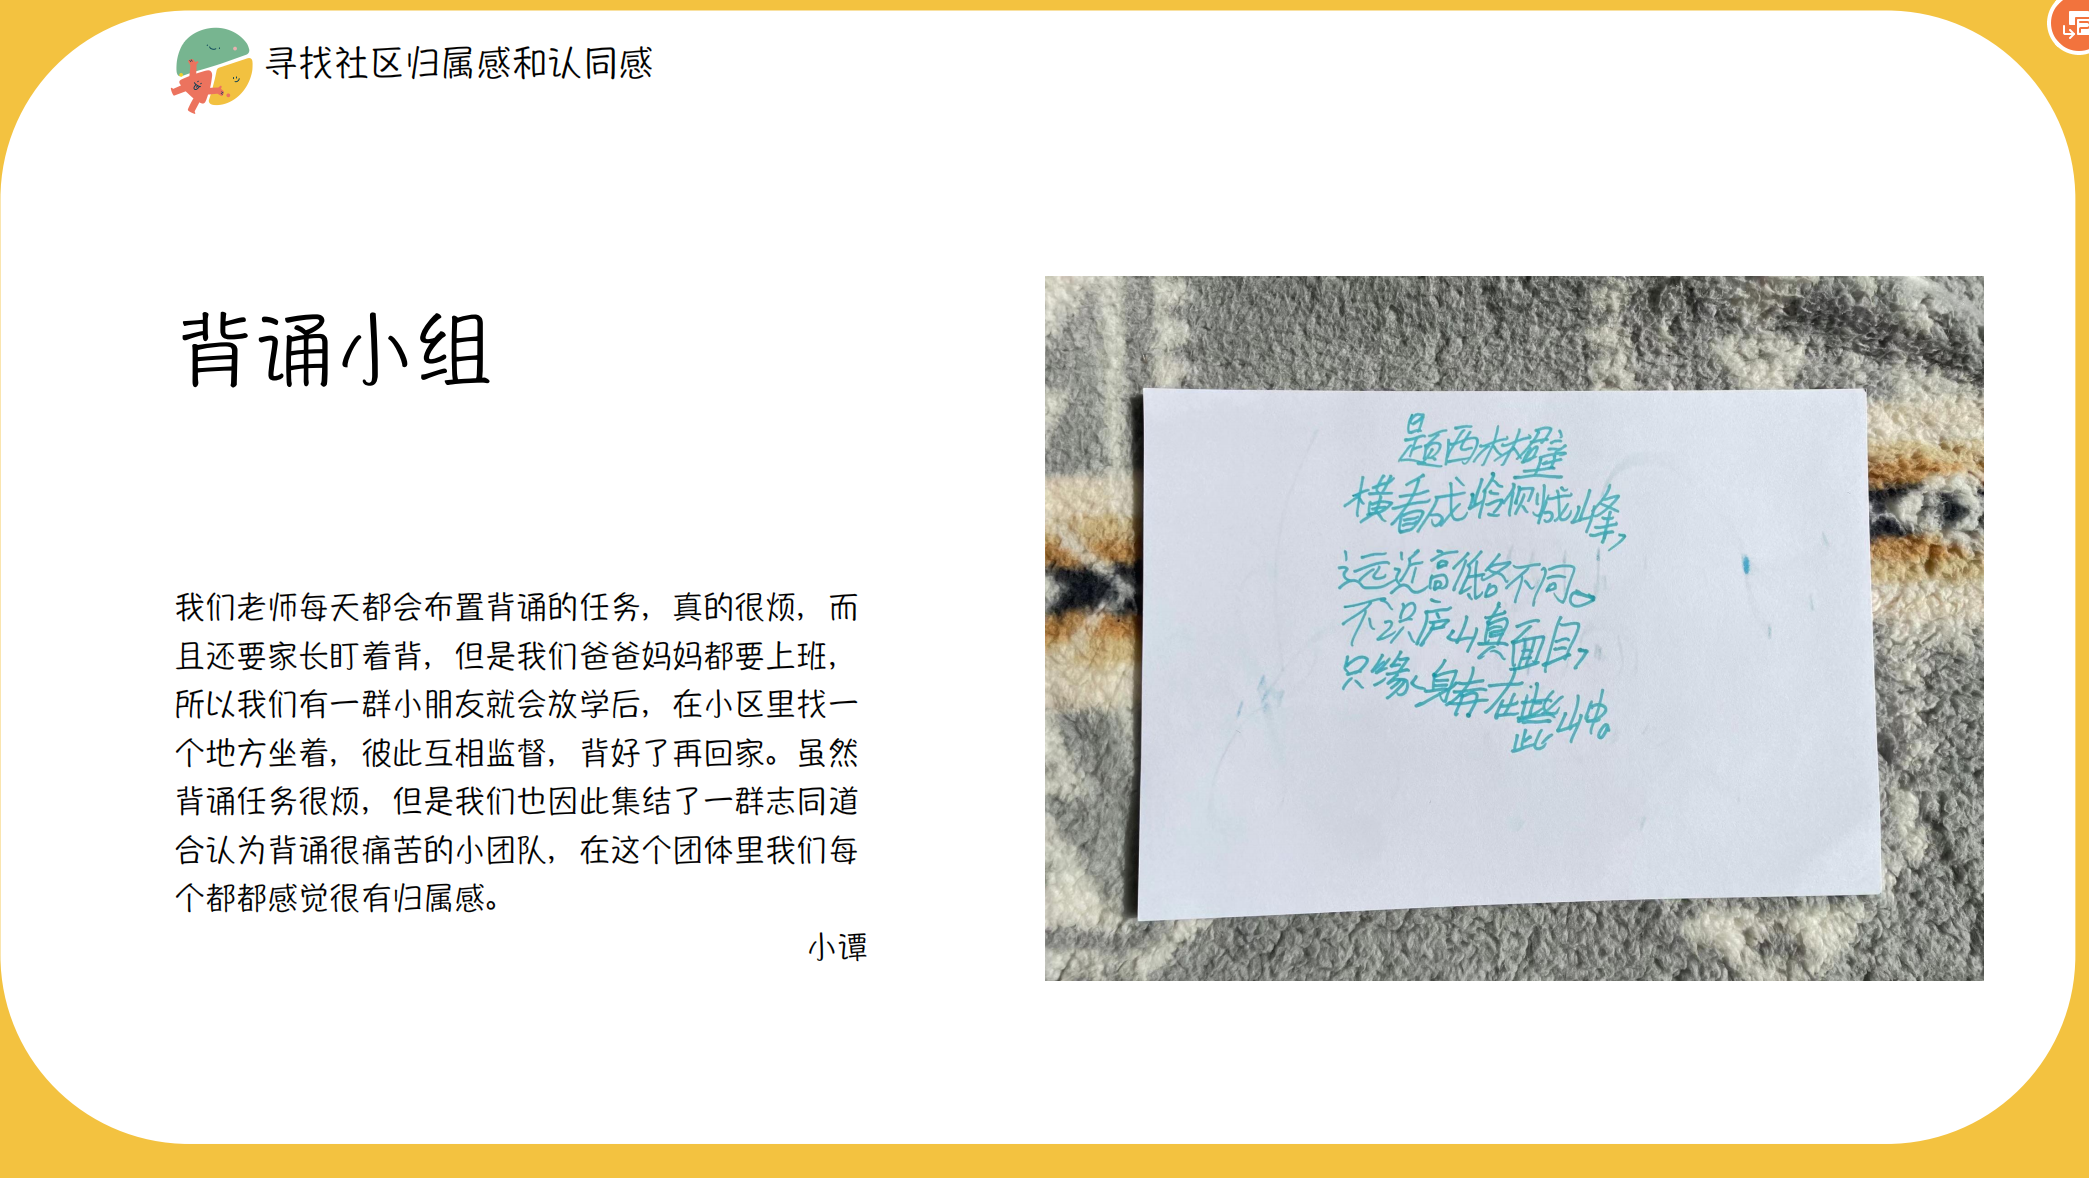 寻找社区归属感和认同感
背诵小组
我们老师每天都会布置背诵的任务，真的很烦，而
且还要家长盯着背，但是我们爸爸妈妈都要上班，
所以我们有一群小朋友就会放学后，在小区里找一
个地方坐着，彼此互相监督，背好了再回家。虽然
背诵任务很烦，但是我们也因此集结了一群志同道
合认为背诵很痛苦的小团队，在这个团体里我们每
个都都感觉很有归属感。
小谭
题西林壁
横看成岭侧成峰，
远近高低各不同。
不识庐山真面目，
只缘身在山中。
此